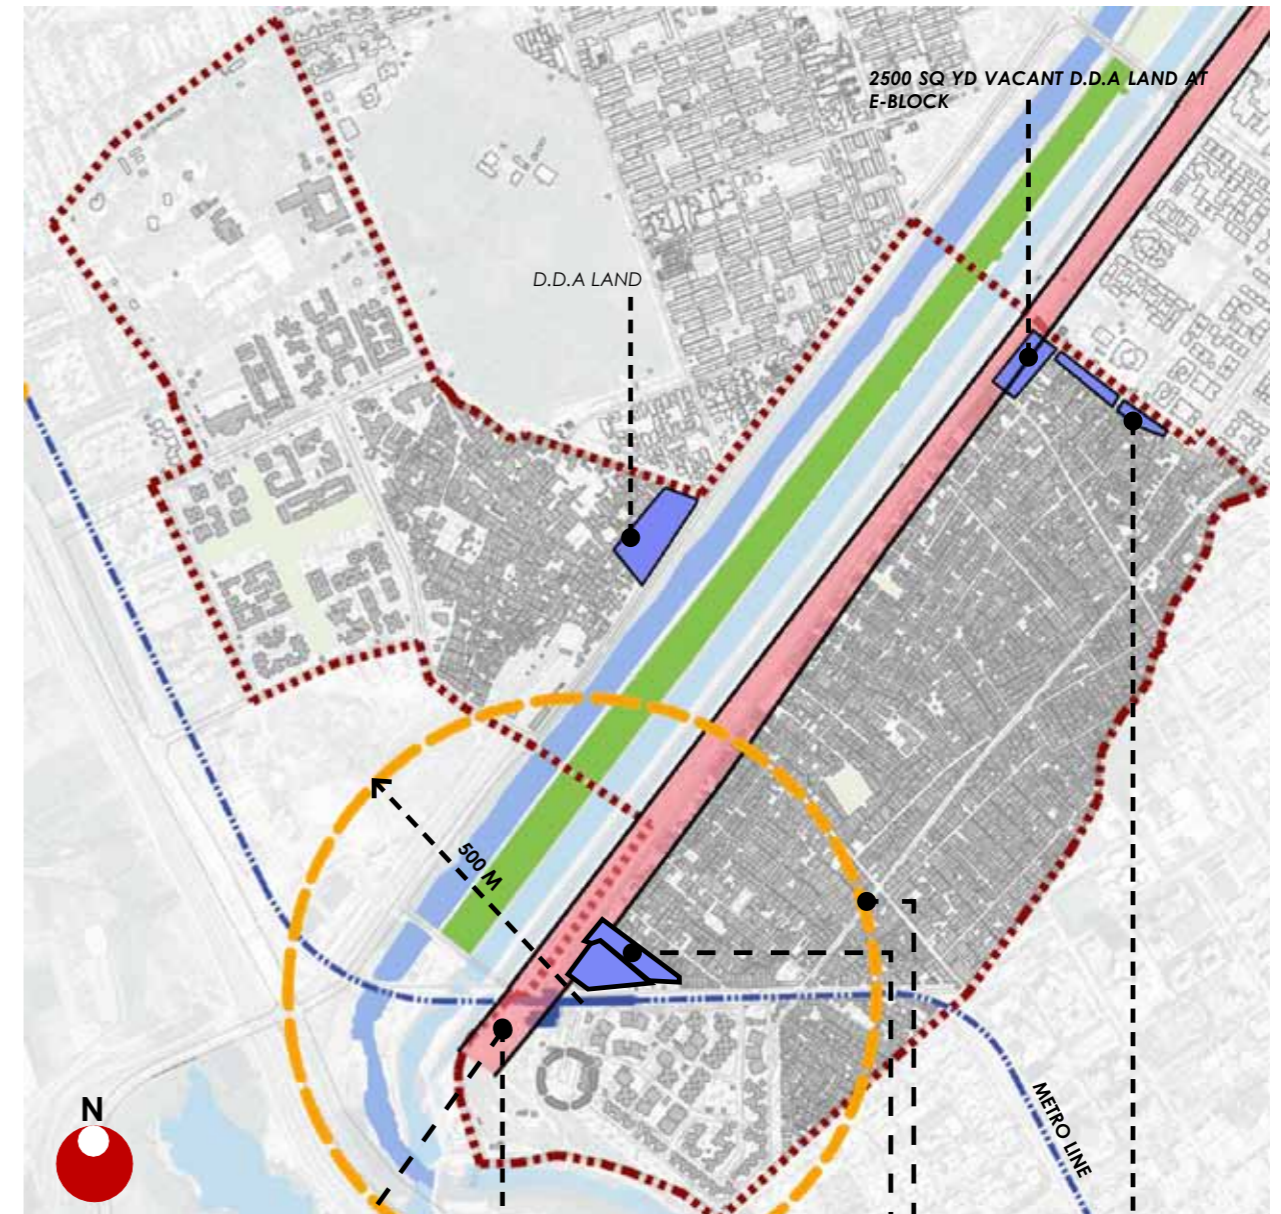 2500 SQ YD VACANT D.D.A LAND AT
E-BLOCK
D.D.A LAND
500 M
METRO LINE
N